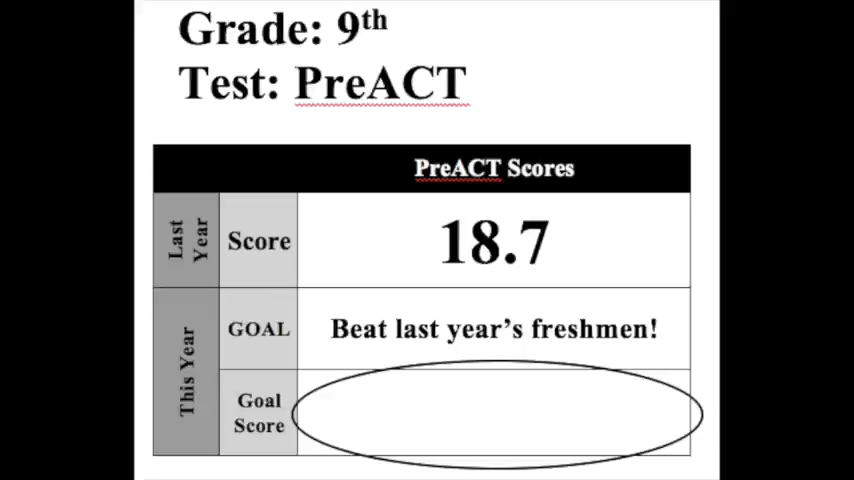 Grade: 9th
Test: PreACT
PreACT Scores
Last
Year
Score
18.7
This Year
GOAL
Beat last year's freshmen!
Goal
Score